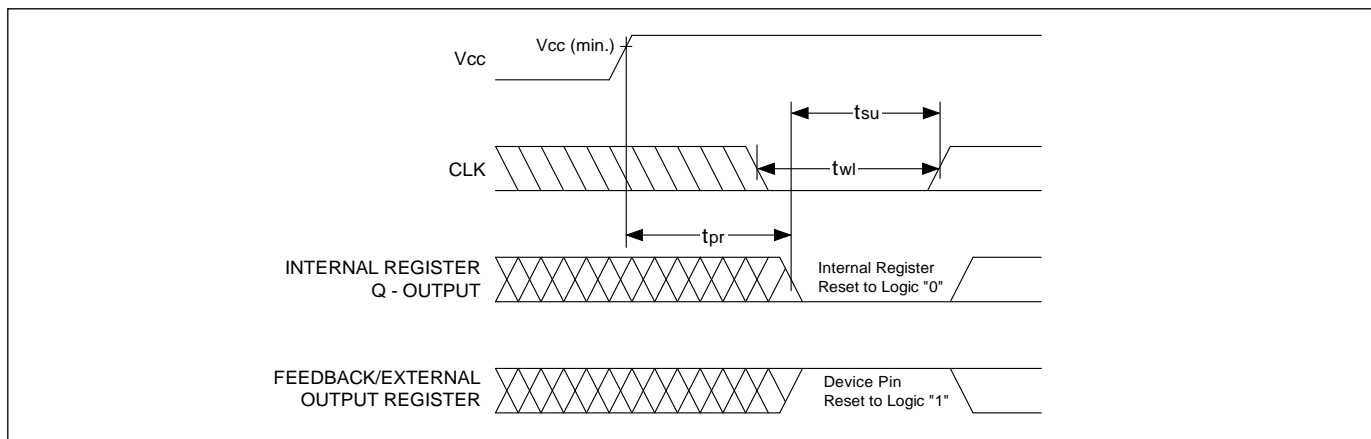 Vcc (min.)
Vcc
tsu
CLK
twl
tpr
INTERNAL REGISTER
Q - OUTPUT
Internal Register
Reset to Logic "0"
FEEDBACK/EXTERNAL
OUTPUT REGISTER
Device Pin
Reset to Logic "1"